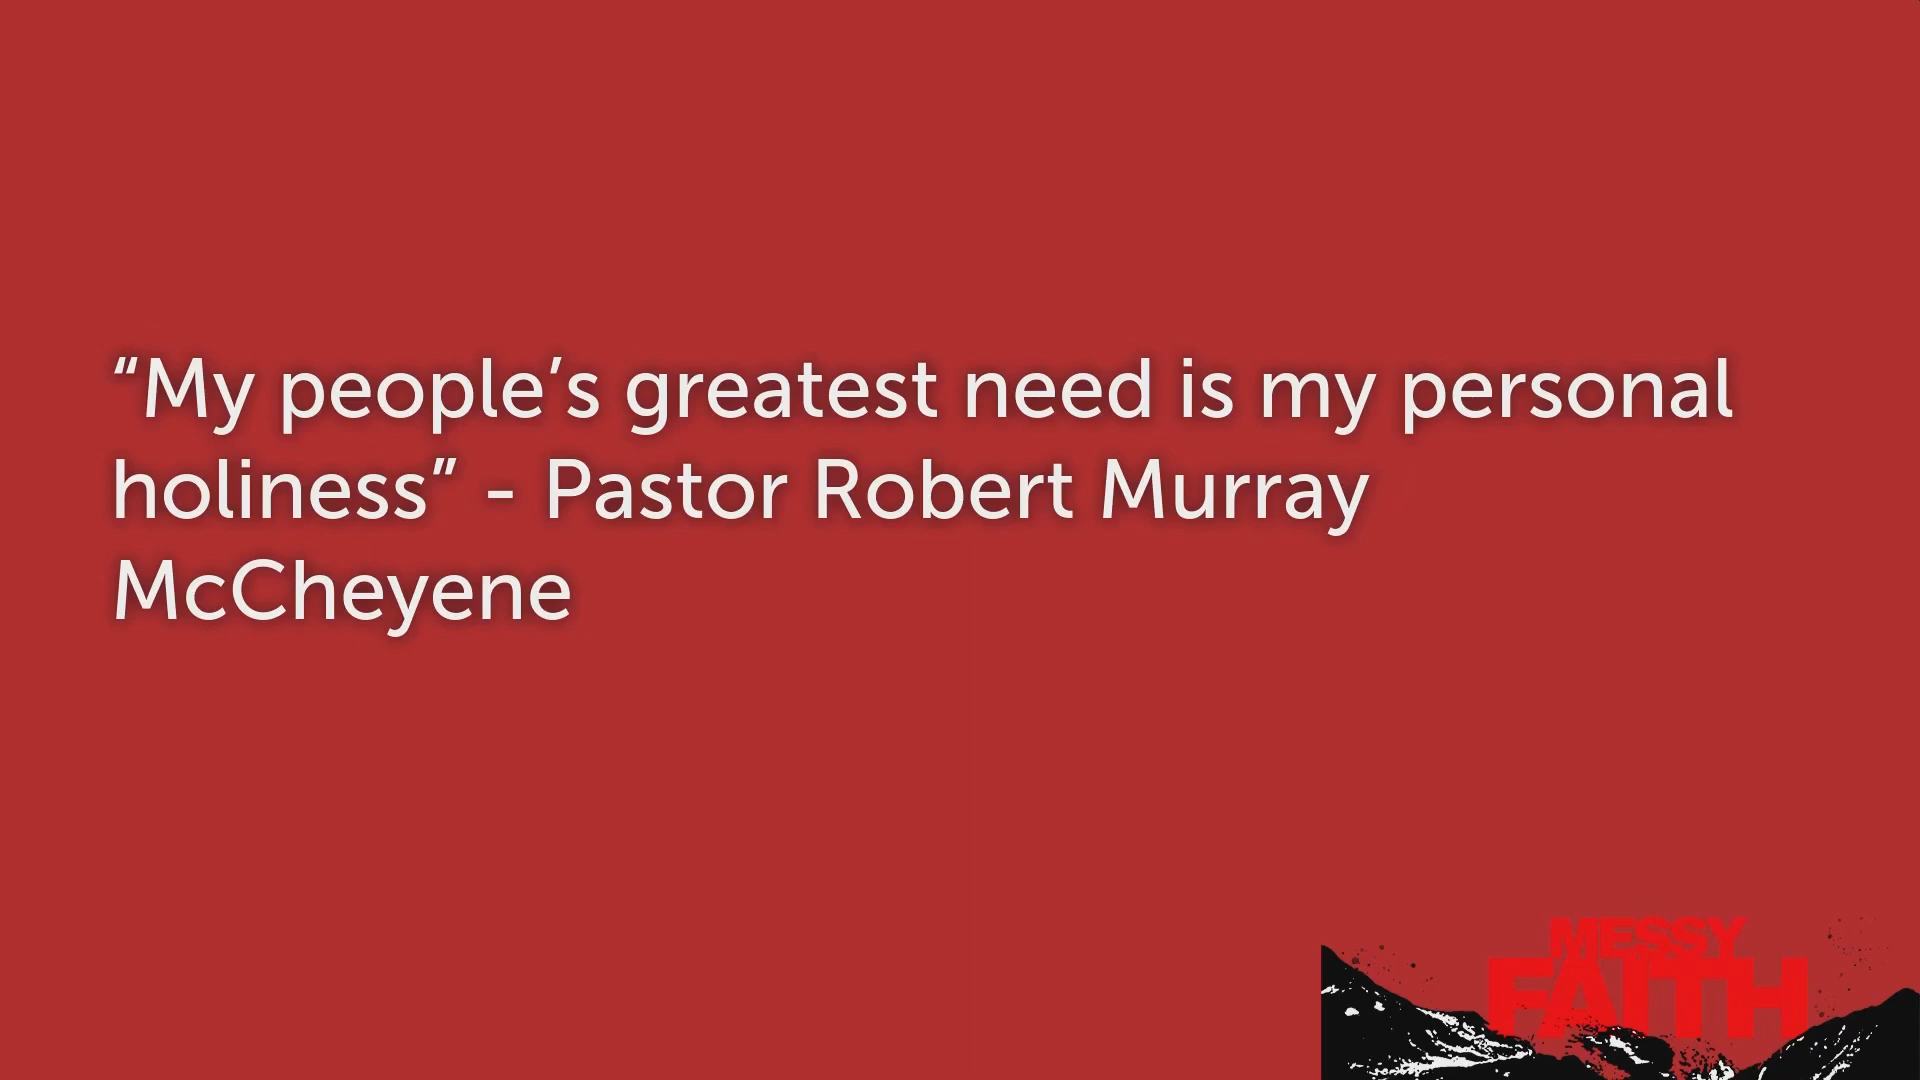 “My people’s greatest need is my personal
holiness” - Pastor Robert Murray
McCheyene
MESSY
FAITH